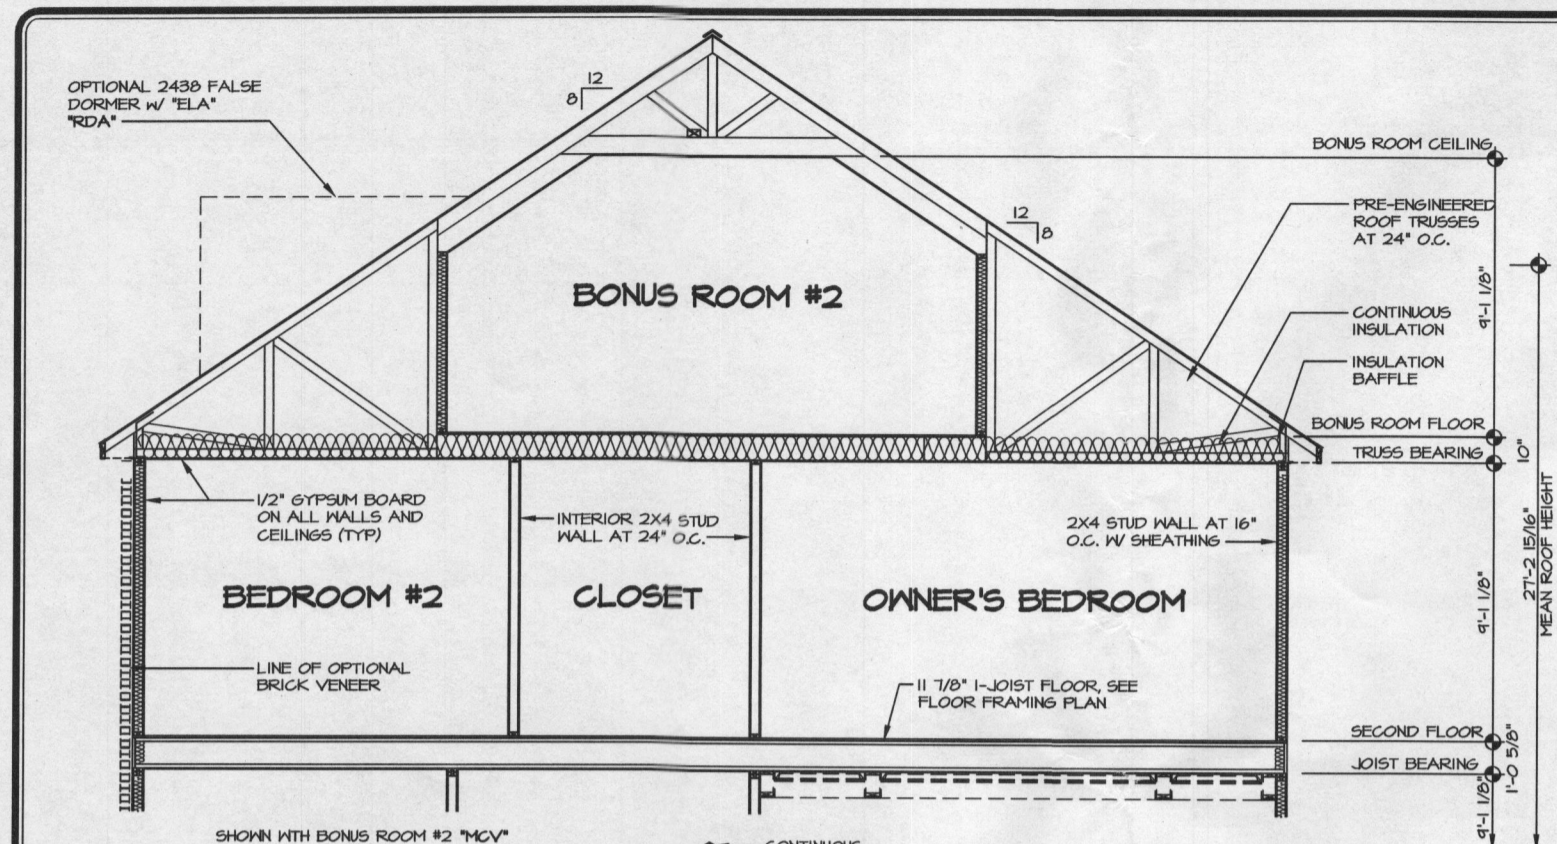 OPTIONAL 2438 FALSE
DORMER W/ "ELA"
"RDA"
12
8
BONUS ROOM CEILING
PRE-ENGINEERED
ROOF TRUSSES
AT 24" O.C.
12
8
BONUS ROOM #2
9'-1 1/8"
CONTINUOUS
INSULATION
INSULATION
BAFFLE
BONUS ROOM FLOOR
10"
TRUSS BEARING
1/2" GYPSUM BOARD
ON ALL WALLS AND
CEILINGS (TYP)
INTERIOR 2X4 STUD
WALL AT 24" O.C.
2X4 STUD WALL AT 16"
O.C. W/ SHEATHING
BEDROOM #2
CLOSET
OWNER'S BEDROOM
9'-1 1/8"
27'-2 15/16"
MEAN ROOF HEIGHT
LINE OF OPTIONAL
BRICK VENEER
11 7/8" I-JOIST FLOOR, SEE
FLOOR FRAMING PLAN
SECOND FLOOR
1'-0 5/8"
JOIST BEARING
9'-1 1/8"
SHOWN WITH BONUS ROOM #2 "MCV"
CONTINUOUS